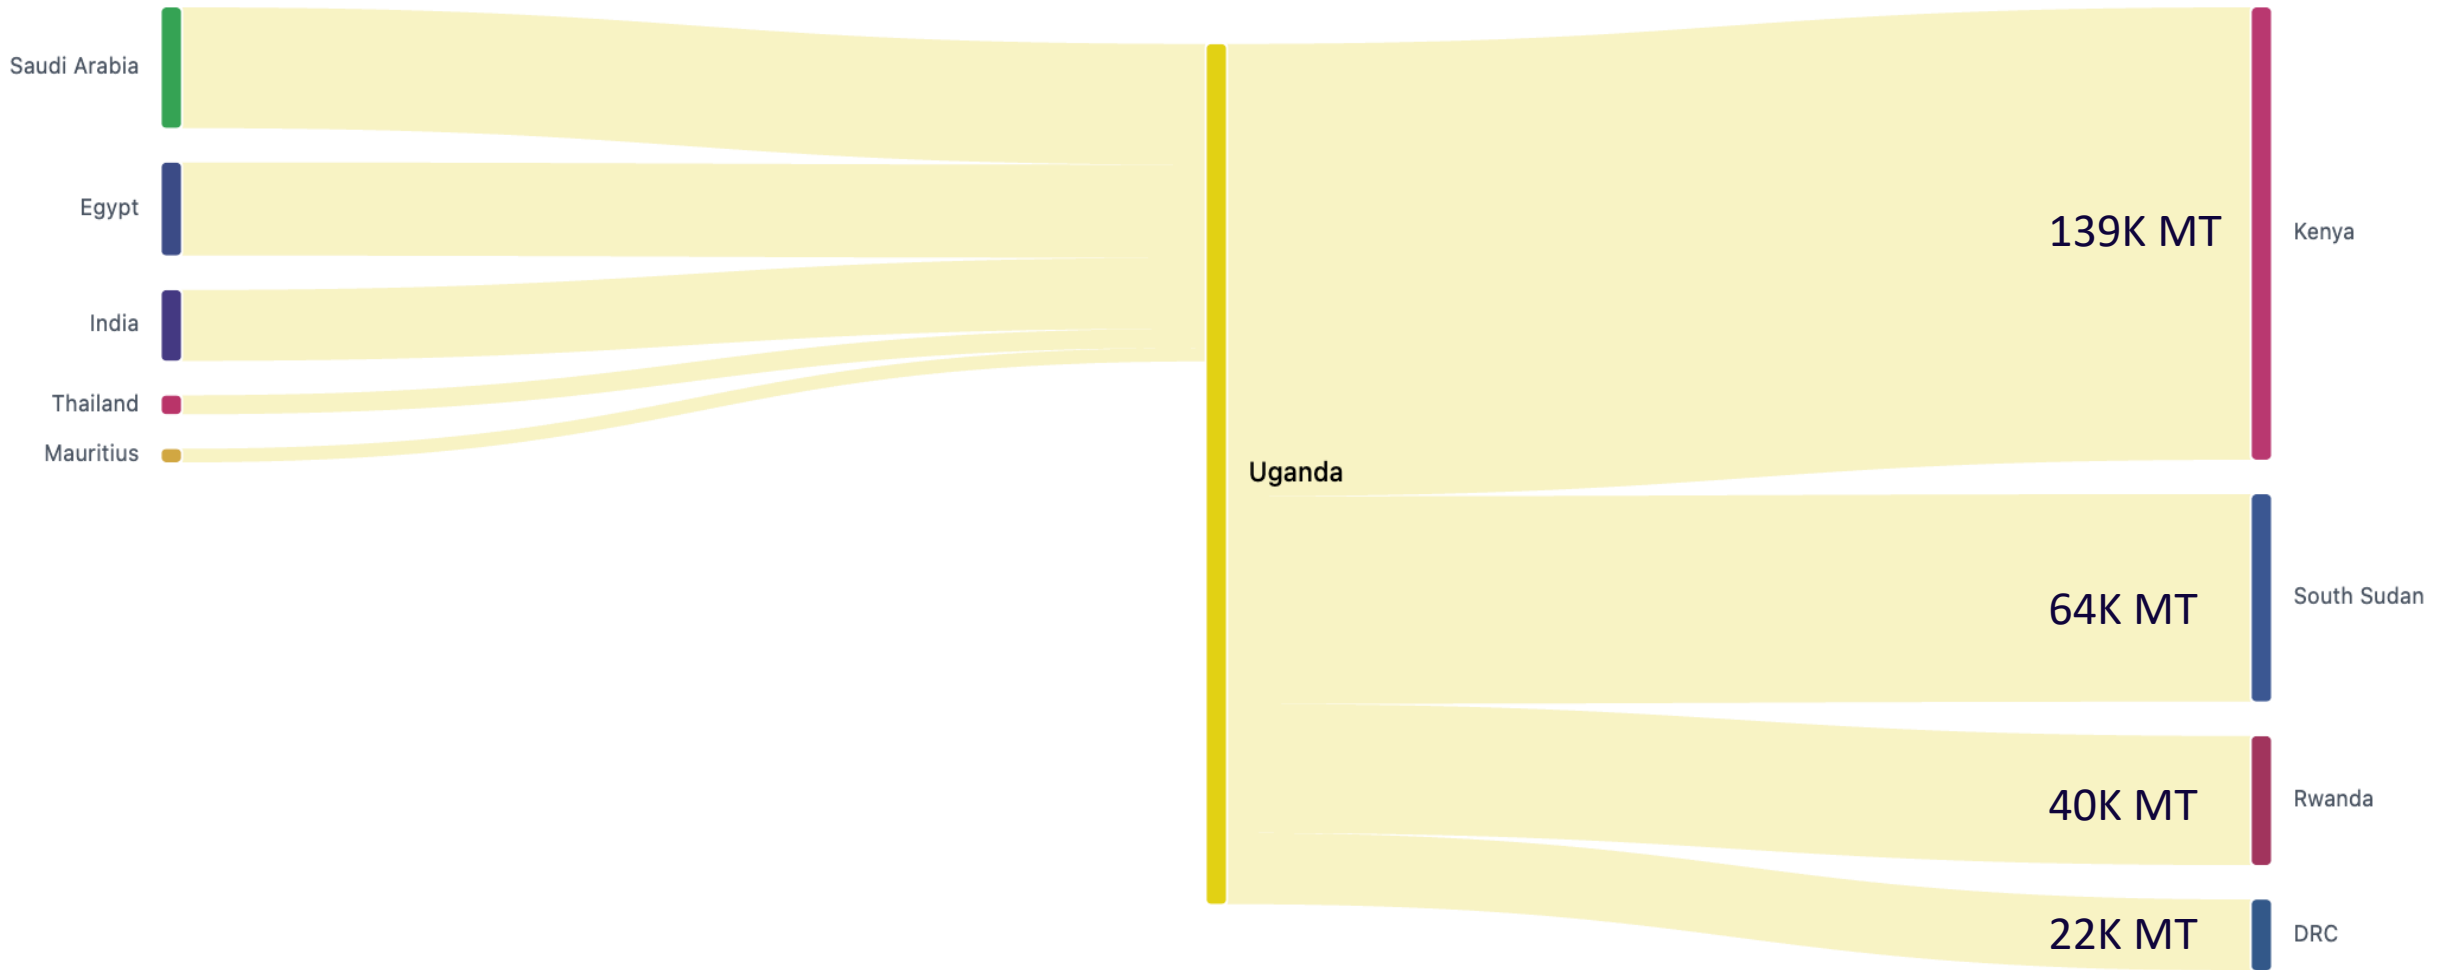 Saudi Arabia
Egypt
India
Thailand
Mauritius
Uganda
139K MT
Kenya
64K MT
South Sudan
40K MT
Rwanda
22K MT
DRC